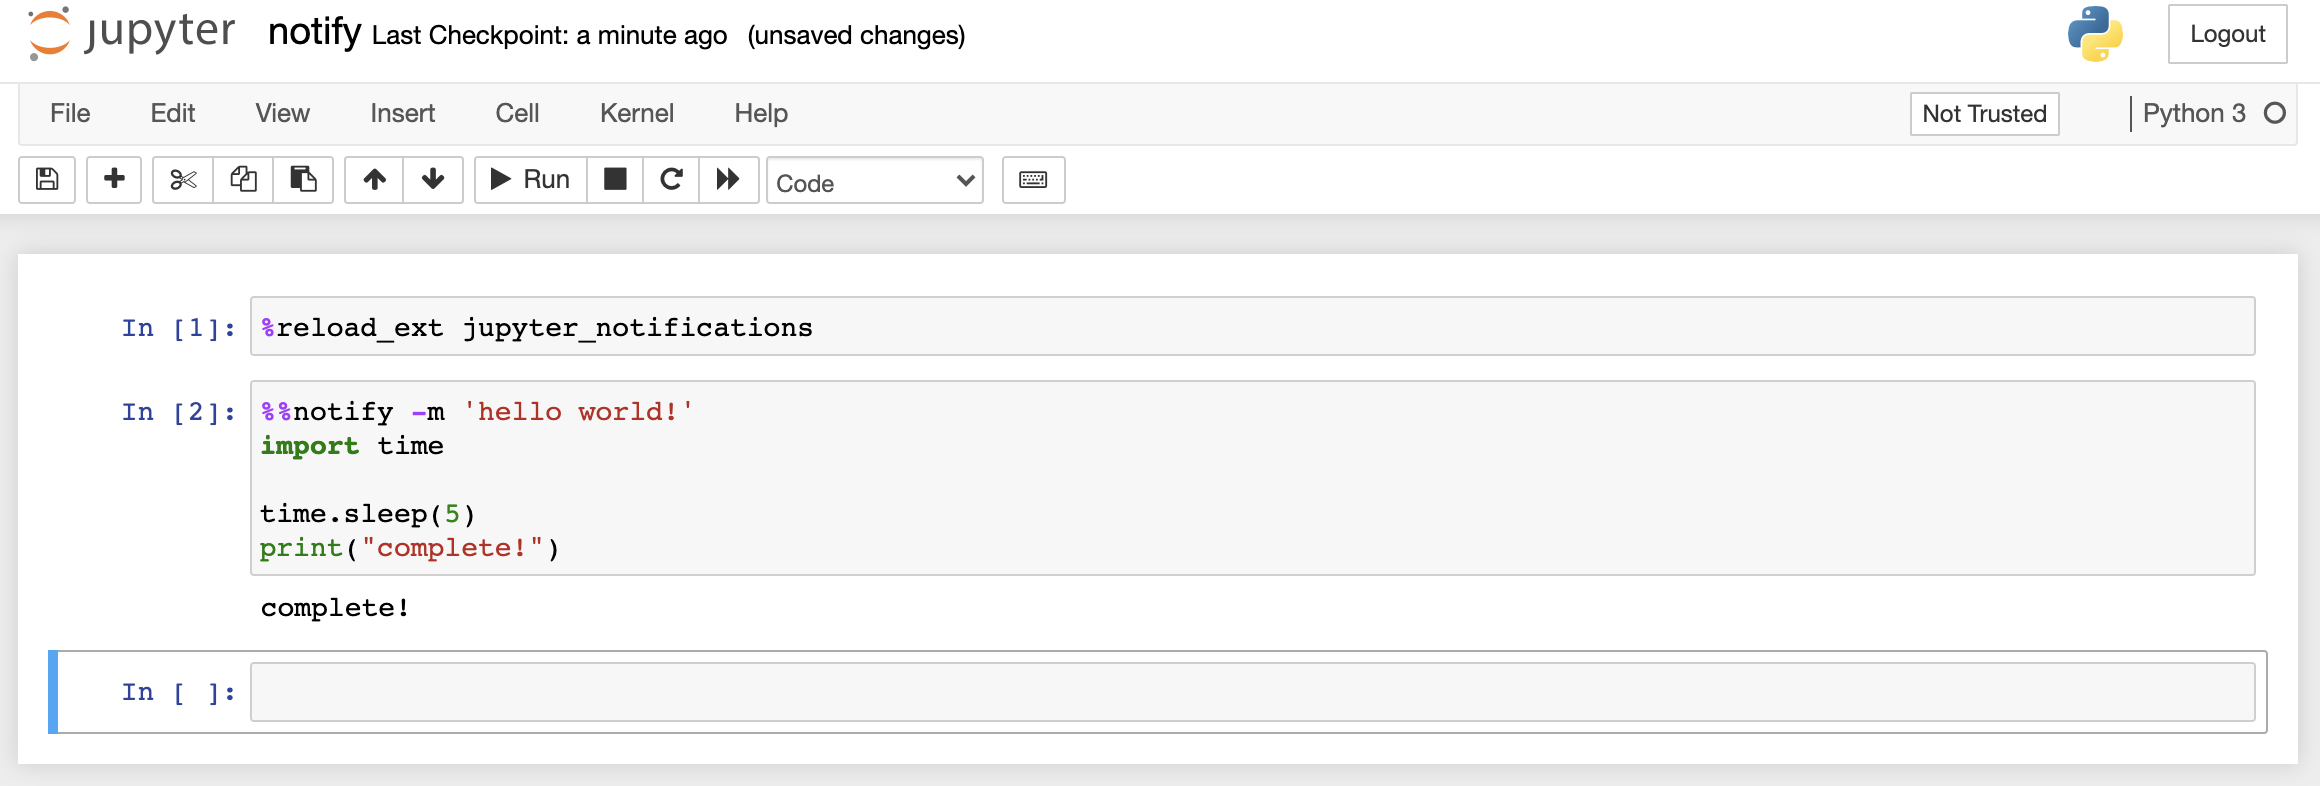 jupyter notify Last Checkpoint: a minute ago (unsaved changes) Logout
File Edit View Insert Cell Kernel Help Not Trusted Python 3
Run Code
In [1]: %reload_ext jupyter_notifications
In [2]: %%notify -m 'hello world!'
import time
time.sleep(5)
print("complete!")
complete!
In [ ]: